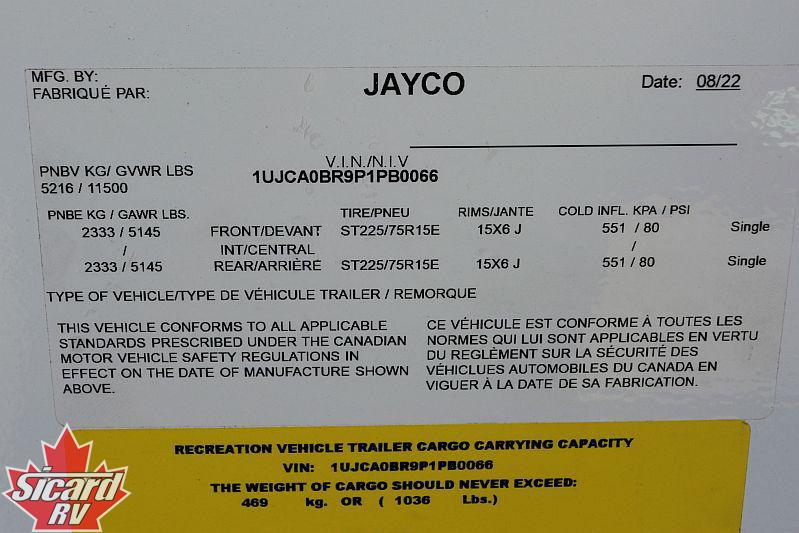 MFG. BY: JAYCO Date: 08/22
FABRIQUÉ PAR:
V.I.N./N.I.V
PNBV KG/ GVWR LBS 1UJCA0BR9P1PB0066
5216 / 11500
PNBE KG / GAWR LBS. TIRE/PNEU RIMS/JANTE COLD INFL. KPA / PSI
2333 / 5145 FRONT/DEVANT ST225/75R15E 15X6 J 551 / 80 Single
/ INT/CENTRAL /
2333 / 5145 REAR/ARRIÈRE ST225/75R15E 15X6 J 551 / 80 Single
TYPE OF VEHICLE/TYPE DE VÉHICULE TRAILER / REMORQUE
THIS VEHICLE CONFORMS TO ALL APPLICABLE
STANDARDS PRESCRIBED UNDER THE CANADIAN
MOTOR VEHICLE SAFETY REGULATIONS IN
EFFECT ON THE DATE OF MANUFACTURE SHOWN
ABOVE.
CE VÉHICULE EST CONFORME À TOUTES LES
NORMES QUI LUI SONT APPLICABLES EN VERTU
DU REGLÈMENT SUR LA SÉCURITÉ DES
VÉHICLUES AUTOMOBILES DU CANADA EN
VIGUER À LA DATE DE SA FABRICATION.
RECREATION VEHICLE TRAILER CARGO CARRYING CAPACITY
VIN: 1UJCA0BR9P1PB0066
THE WEIGHT OF CARGO SHOULD NEVER EXCEED:
469 kg. OR ( 1036 Lbs.)
Sicard
RV